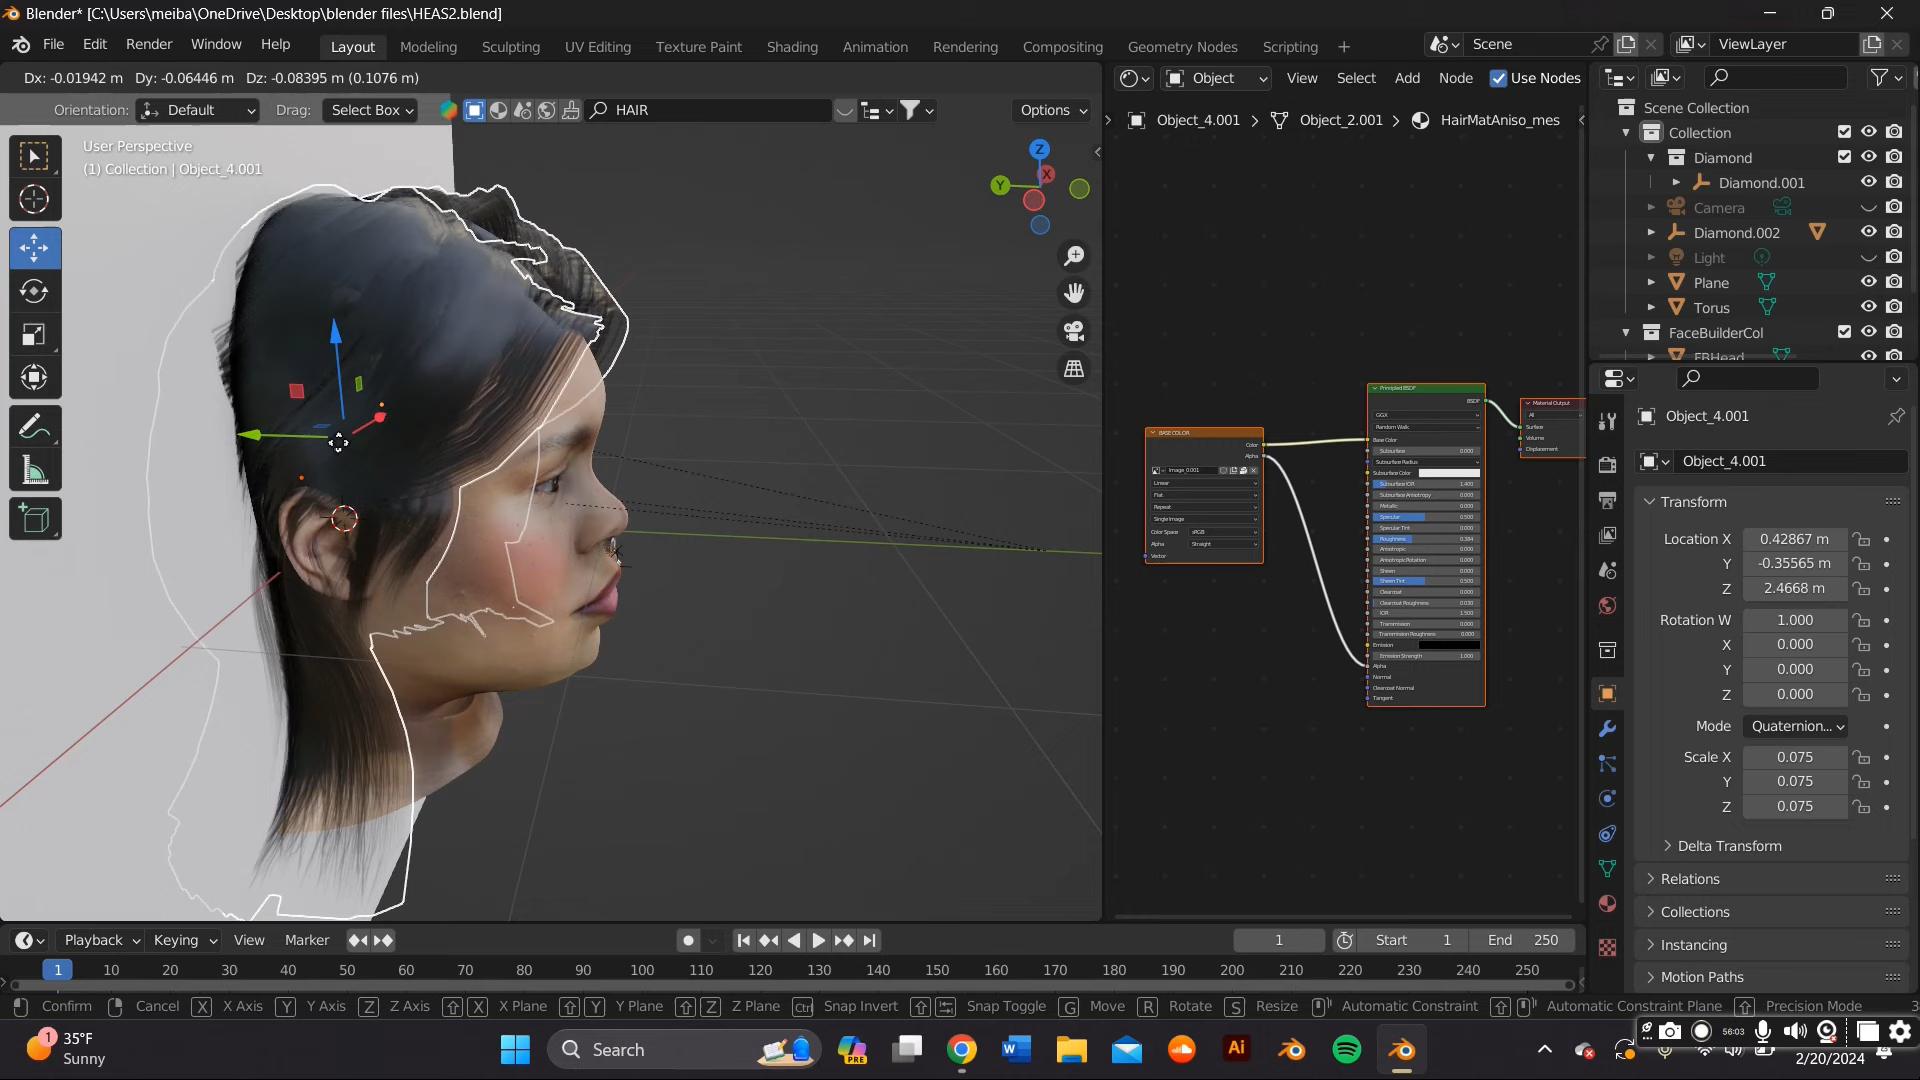 Blender* [C:\Users\meiba\OneDrive\Desktop\blender files\HEAS2.blend]
File Edit Render Window Help
Layout Modeling Sculpting UV Editing Texture Paint Shading Animation Rendering Compositing Geometry Nodes Scripting
Scene ViewLayer
Dx: -0.01942 m Dy: -0.06446 m Dz: -0.08395 m (0.1076 m)
Object View Select Add Node Use Nodes
Orientation: Default Drag: Select Box HAIR Options
User Perspective
(1) Collection | Object_4.001
Z
X
Y
Object_4.001 > Object_2.001 > HairMatAniso_mes
BASE COLOR
Color
Alpha
Image_0.001
Linear
Flat
Repeat
Single Image
Color Space sRGB
Alpha Straight
Vector
Principled BSDF
BSDF
GGX
Random Walk
Base Color
Subsurface 0.000
Subsurface Radius
Subsurface Color
Subsurface IOR 1.400
Subsurface Anisotropy 0.000
Metallic 0.000
Specular 0.500
Specular Tint 0.000
Roughness 0.384
Anisotropic 0.000
Anisotropic Rotation 0.000
Sheen 0.000
Sheen Tint 0.500
Clearcoat 0.000
Clearcoat Roughness 0.030
IOR 1.500
Transmission 0.000
Transmission Roughness 0.000
Emission
Emission Strength 1.000
Alpha
Normal
Clearcoat Normal
Tangent
Material Output
All
Surface
Volume
Displacement
Scene Collection
Collection
Diamond
Diamond.001
Camera
Diamond.002
Light
Plane
Torus
FaceBuilderCol
FBHead
Object_4.001
Object_4.001
Transform
Location X 0.42867 m
Y -0.35565 m
Z 2.4668 m
Rotation W 1.000
X 0.000
Y 0.000
Z 0.000
Mode Quaternion...
Scale X 0.075
Y 0.075
Z 0.075
Delta Transform
Relations
Collections
Instancing
Motion Paths
Playback Keying View Marker 1 Start 1 End 250
1 10 20 30 40 50 60 70 80 90 100 110 120 130 140 150 160 170 180 190 200 210 220 230 240 250
Confirm Cancel X X Axis Y Y Axis Z Z Axis X X Plane Y Y Plane Z Z Plane Ctrl Snap Invert Snap Toggle G Move R Rotate S Resize Automatic Constraint Automatic Constraint Plane Precision Mode
1 35°F
Sunny
Search
PRE
Ai
56:03
2/20/2024